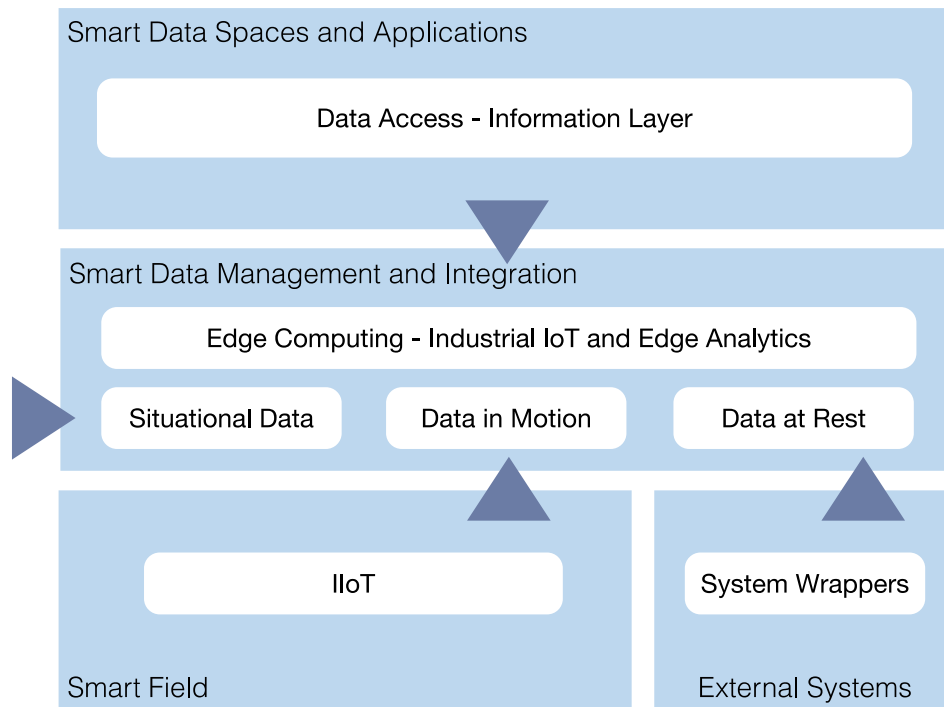 Smart Data Spaces and Applications
Data Access - Information Layer
Smart Data Management and Integration
Edge Computing - Industrial IoT and Edge Analytics
Situational Data
Data in Motion
Data at Rest
IIoT
System Wrappers
Smart Field
External Systems